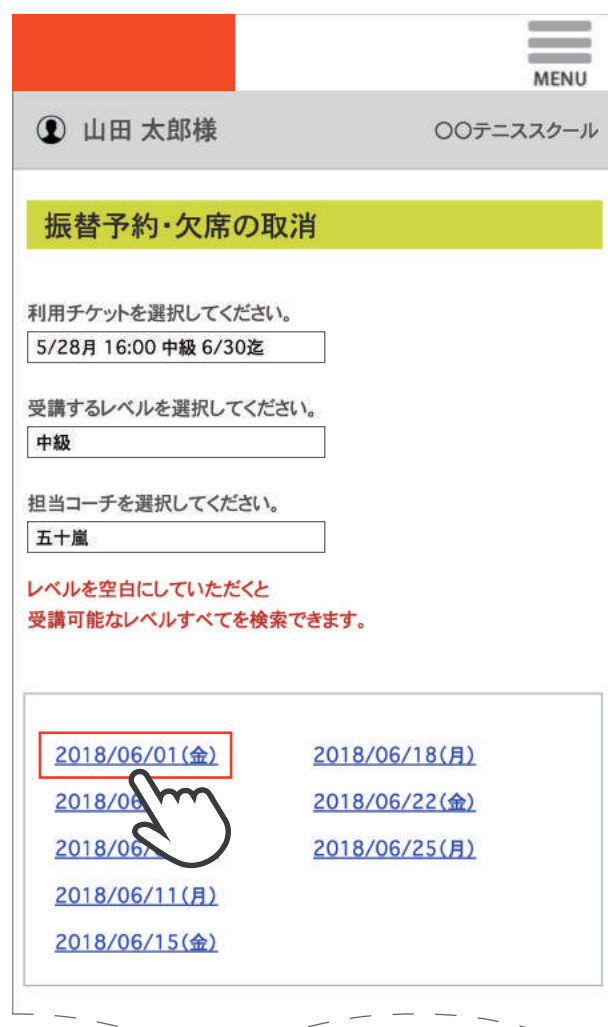 MENU
山田 太郎様
〇〇テニススクール
振替予約・欠席の取消
利用チケットを選択してください。
5/28月 16:00 中級 6/30迄
受講するレベルを選択してください。
中級
担当コーチを選択してください。
五十嵐
レベルを空白にしていただくと
受講可能なレベルすべてを検索できます。
2018/06/01(金)
2018/06/
2018/06/
2018/06/11(月)
2018/06/15(金)
2018/06/18(月)
2018/06/22(金)
2018/06/25(月)